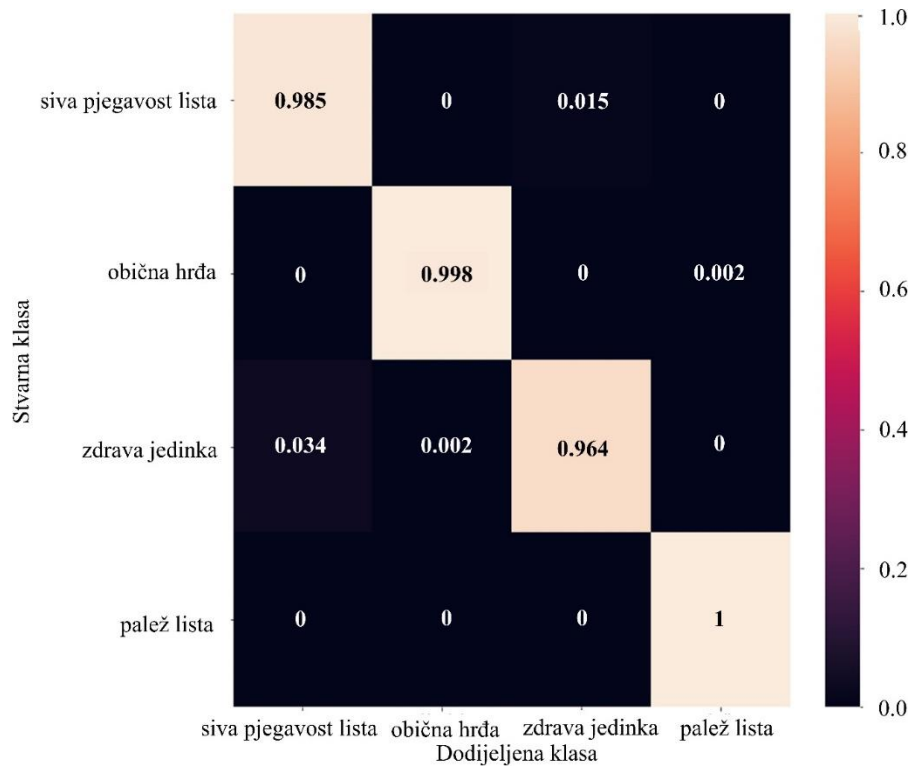 1.0
siva pjegavost lista 0.985 0 0.015 0
0.8
obična hrđa 0 0.998 0 0.002
0.6
Stvarna klasa
0.4
zdrava jedinka 0.034 0.002 0.964 0
0.2
palež lista 0 0 0 1
0.0
siva pjegavost lista obična hrđa zdrava jedinka palež lista
Dodijeljena klasa